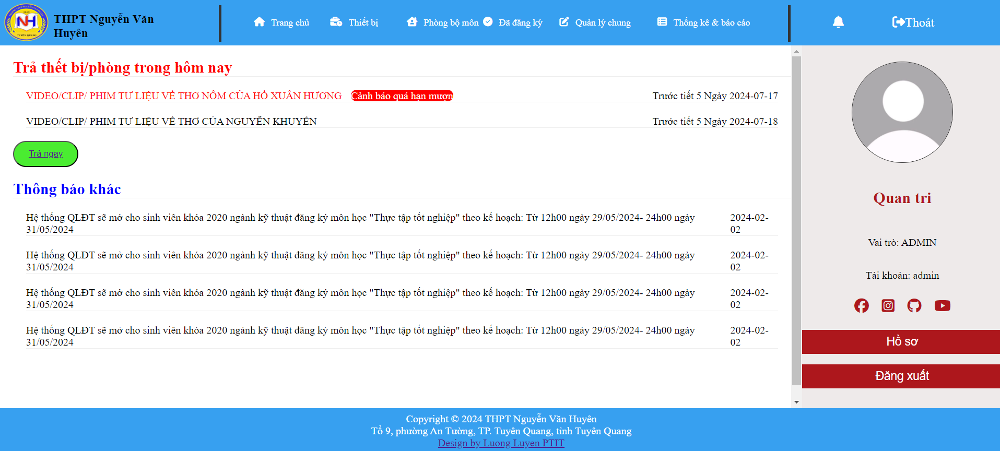 THPT Nguyễn Văn
Huyên
Trang chủ
Thiết bị
Phòng bộ môn
Đã đăng ký
Quản lý chung
Thống kê & báo cáo
Thoát
NH
TUYÊN QUANG
Trả thết bị/phòng trong hôm nay
VIDEO/CLIP/ PHIM TƯ LIỆU VỀ THƠ NÔM CỦA HỒ XUÂN HƯƠNG Cảnh báo quá hạn mượn Trước tiết 5 Ngày 2024-07-17
VIDEO/CLIP/ PHIM TƯ LIỆU VỀ THƠ CỦA NGUYỄN KHUYẾN Trước tiết 5 Ngày 2024-07-18
Trả ngay
Thông báo khác
Hệ thống QLĐT sẽ mở cho sinh viên khóa 2020 ngành kỹ thuật đăng ký môn học "Thực tập tốt nghiệp" theo kế hoạch: Từ 12h00 ngày 29/05/2024- 24h00 ngày
31/05/2024
2024-02-
02
Hệ thống QLĐT sẽ mở cho sinh viên khóa 2020 ngành kỹ thuật đăng ký môn học "Thực tập tốt nghiệp" theo kế hoạch: Từ 12h00 ngày 29/05/2024- 24h00 ngày
31/05/2024
2024-02-
02
Hệ thống QLĐT sẽ mở cho sinh viên khóa 2020 ngành kỹ thuật đăng ký môn học "Thực tập tốt nghiệp" theo kế hoạch: Từ 12h00 ngày 29/05/2024- 24h00 ngày
31/05/2024
2024-02-
02
Hệ thống QLĐT sẽ mở cho sinh viên khóa 2020 ngành kỹ thuật đăng ký môn học "Thực tập tốt nghiệp" theo kế hoạch: Từ 12h00 ngày 29/05/2024- 24h00 ngày
31/05/2024
2024-02-
02
Quan tri
Vai trò: ADMIN
Tài khoản: admin
Hồ sơ
Đăng xuất
Copyright © 2024 THPT Nguyễn Văn Huyên
Tổ 9, phường An Tường, TP. Tuyên Quang, tỉnh Tuyên Quang
Design by Luong Luyen PTIT